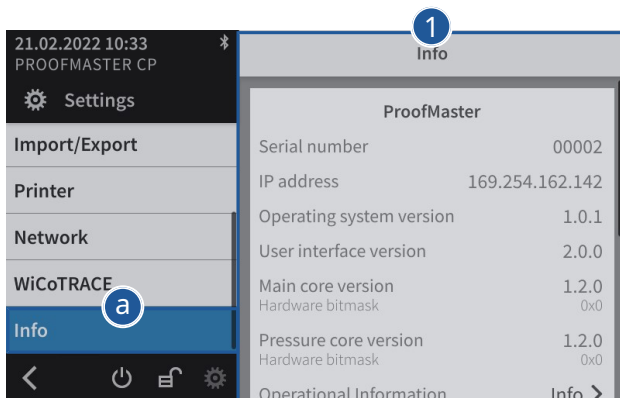 21.02.2022 10:33
PROOFMASTER CP
Settings
Import/Export
Printer
Network
WiCoTRACE
a
Info
1
Info
ProofMaster
Serial number 00002
IP address 169.254.162.142
Operating system version 1.0.1
User interface version 2.0.0
Main core version 1.2.0
Hardware bitmask 0x0
Pressure core version 1.2.0
Hardware bitmask 0x0
Operational Information Info >